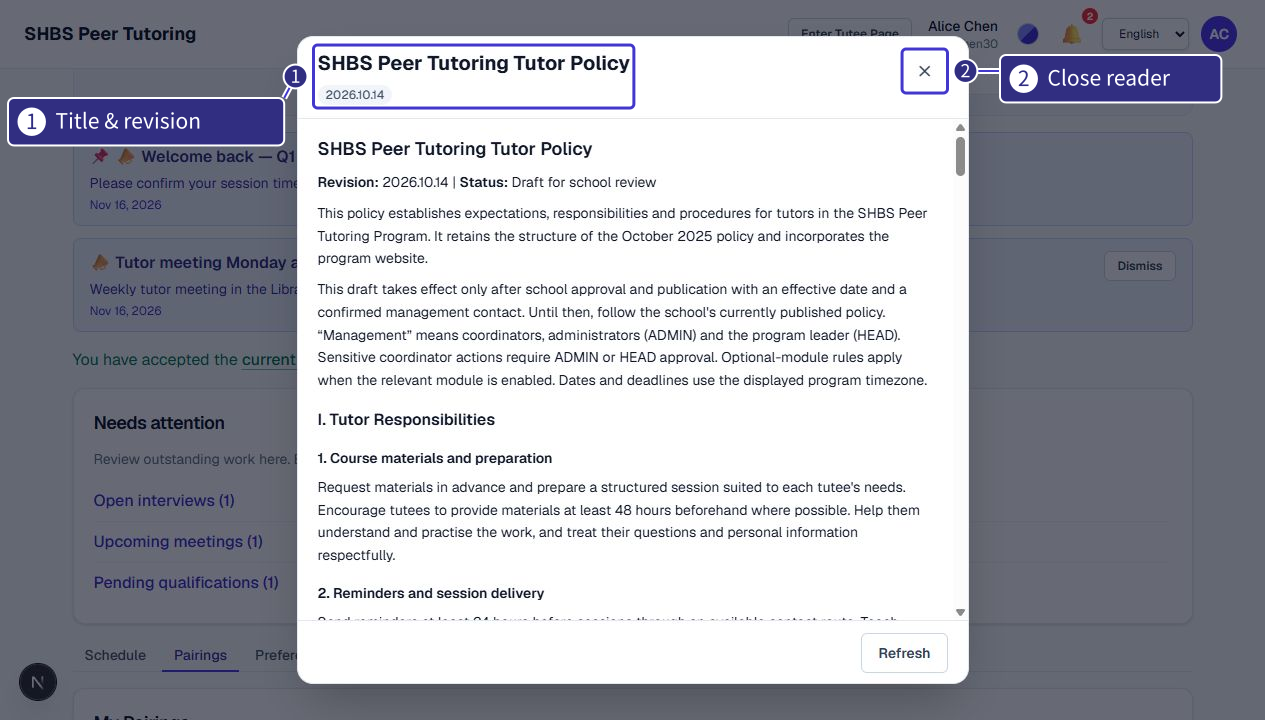 SHBS Peer Tutoring
Enter Tutee Page
Alice Chen
2
English
AC
SHBS Peer Tutoring Tutor Policy
2026.10.14
1
1 Title & revision
2
2 Close reader
📌 📣 Welcome back — Q1
Please confirm your session time
Nov 16, 2026
📣 Tutor meeting Monday a
Weekly tutor meeting in the Libra
Nov 16, 2026
Dismiss
You have accepted the current
Needs attention
Review outstanding work here.
Open interviews (1)
Upcoming meetings (1)
Pending qualifications (1)
Schedule
Pairings
SHBS Peer Tutoring Tutor Policy
Revision: 2026.10.14 | Status: Draft for school review
This policy establishes expectations, responsibilities and procedures for tutors in the SHBS Peer
Tutoring Program. It retains the structure of the October 2025 policy and incorporates the
program website.
This draft takes effect only after school approval and publication with an effective date and a
confirmed management contact. Until then, follow the school's currently published policy.
“Management” means coordinators, administrators (ADMIN) and the program leader (HEAD).
Sensitive coordinator actions require ADMIN or HEAD approval. Optional-module rules apply
when the relevant module is enabled. Dates and deadlines use the displayed program timezone.
I. Tutor Responsibilities
1. Course materials and preparation
Request materials in advance and prepare a structured session suited to each tutee's needs.
Encourage tutees to provide materials at least 48 hours beforehand where possible. Help them
understand and practise the work, and treat their questions and personal information
respectfully.
2. Reminders and session delivery
Refresh
N